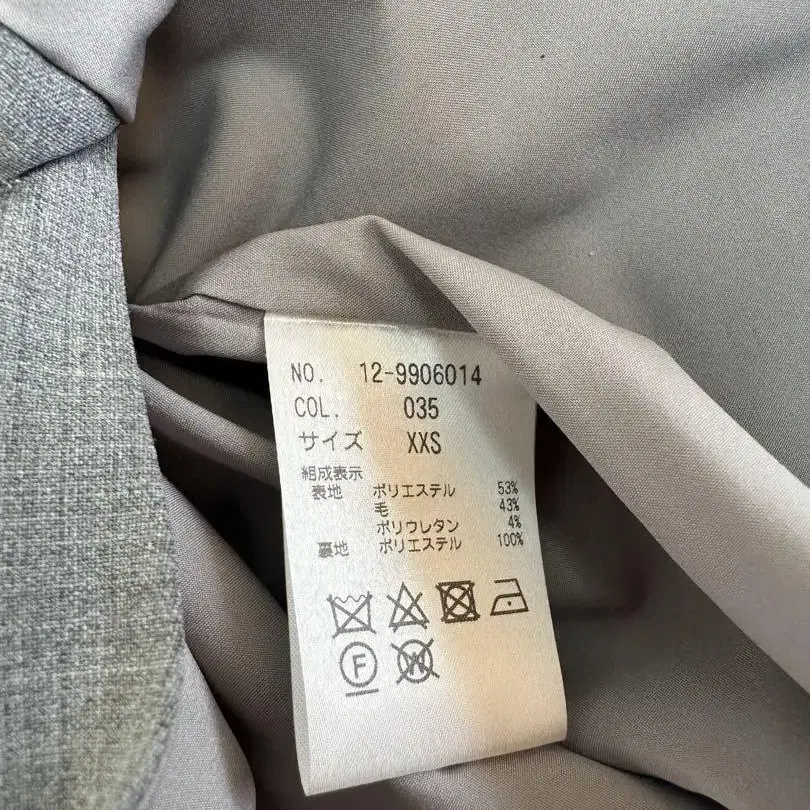 NO. 12-9906014
COL. 035
サイズ XXS
組成表示
表地 ポリエステル 53%
毛 43%
ポリウレタン 4%
裏地 ポリエステル 100%
F
W